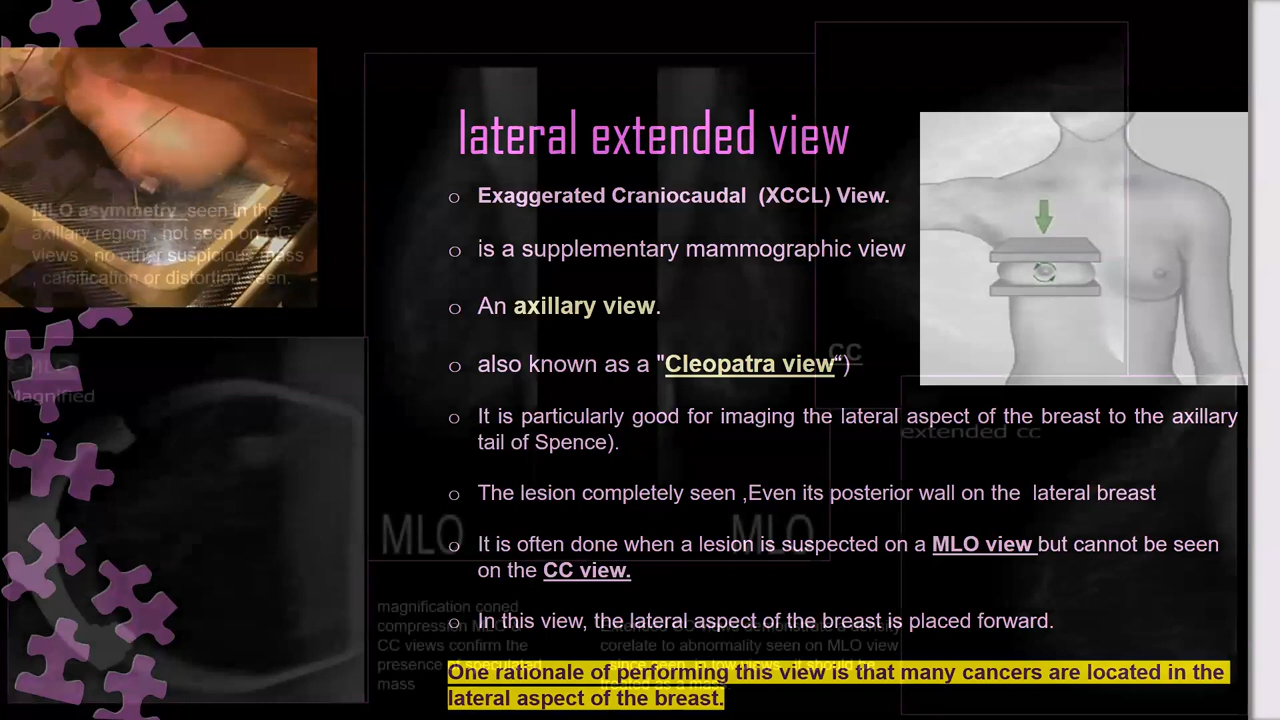 lateral extended view
o Exaggerated Craniocaudal (XCCL) View.
o is a supplementary mammographic view
o An axillary view.
o also known as a "Cleopatra view“)
o It is particularly good for imaging the lateral aspect of the breast to the axillary
tail of Spence).
o The lesion completely seen ,Even its posterior wall on the lateral breast
o It is often done when a lesion is suspected on a MLO view but cannot be seen
on the CC view.
o In this view, the lateral aspect of the breast is placed forward.
One rationale of performing this view is that many cancers are located in the
lateral aspect of the breast.
MLO asymmetry seen in the
axillary region , not seen on CC
views , no other suspicious mass
, calcification or distortion seen.
Magnified
CC
extended cc
MLO
MLO
magnification coned
compression MLO
CC views confirm the
presence of speculated
mass
corelate to abnormality seen on MLO view